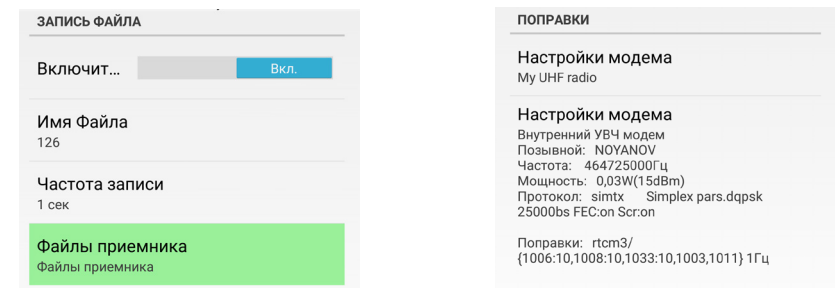 ЗАПИСЬ ФАЙЛА
Включит...
Вкл.
Имя Файла
126
Частота записи
1 сек
Файлы приемника
Файлы приемника
ПОПРАВКИ
Настройки модема
My UHF radio
Настройки модема
Внутренний УВЧ модем
Позывной: NOYANOV
Частота: 464725000Гц
Мощность: 0,03W(15dBm)
Протокол: simtx Simplex pars.dqpsk
25000bs FEC:on Scr:on
Поправки: rtcm3/
{1006:10,1008:10,1033:10,1003,1011} 1Гц